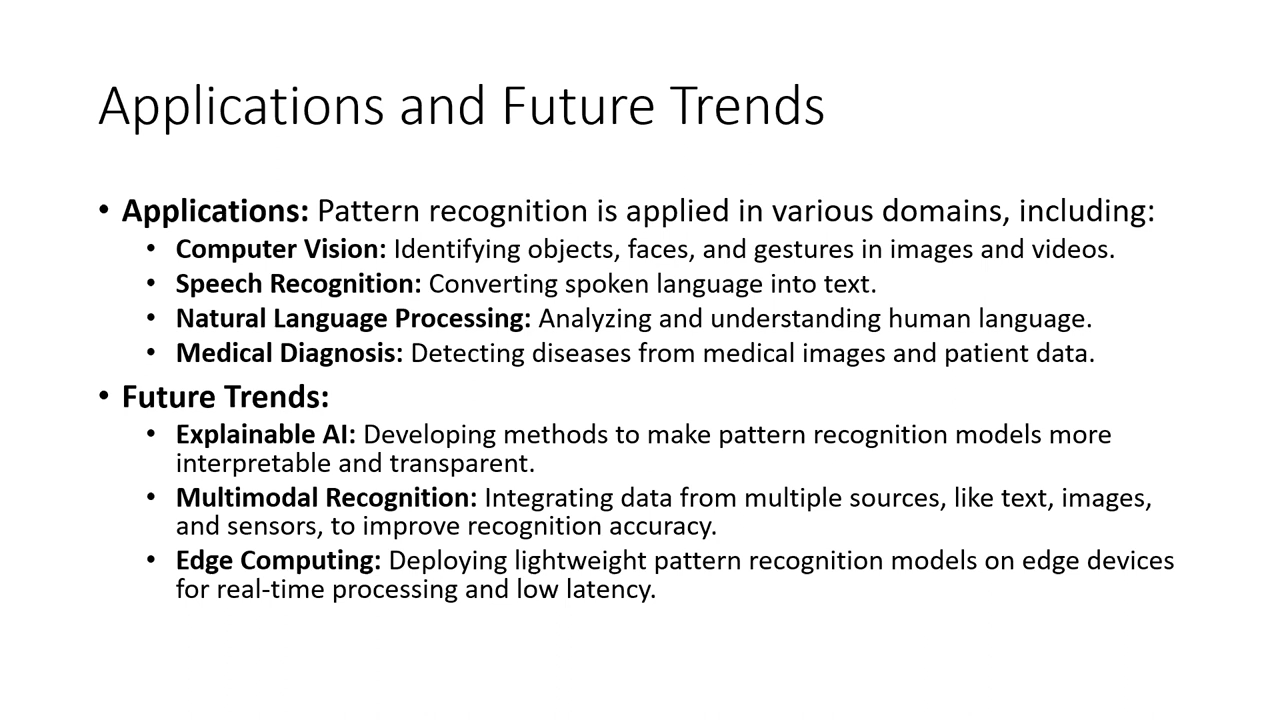 Applications and Future Trends
• Applications: Pattern recognition is applied in various domains, including:
• Computer Vision: Identifying objects, faces, and gestures in images and videos.
• Speech Recognition: Converting spoken language into text.
• Natural Language Processing: Analyzing and understanding human language.
• Medical Diagnosis: Detecting diseases from medical images and patient data.
• Future Trends:
• Explainable AI: Developing methods to make pattern recognition models more
interpretable and transparent.
• Multimodal Recognition: Integrating data from multiple sources, like text, images,
and sensors, to improve recognition accuracy.
• Edge Computing: Deploying lightweight pattern recognition models on edge devices
for real-time processing and low latency.